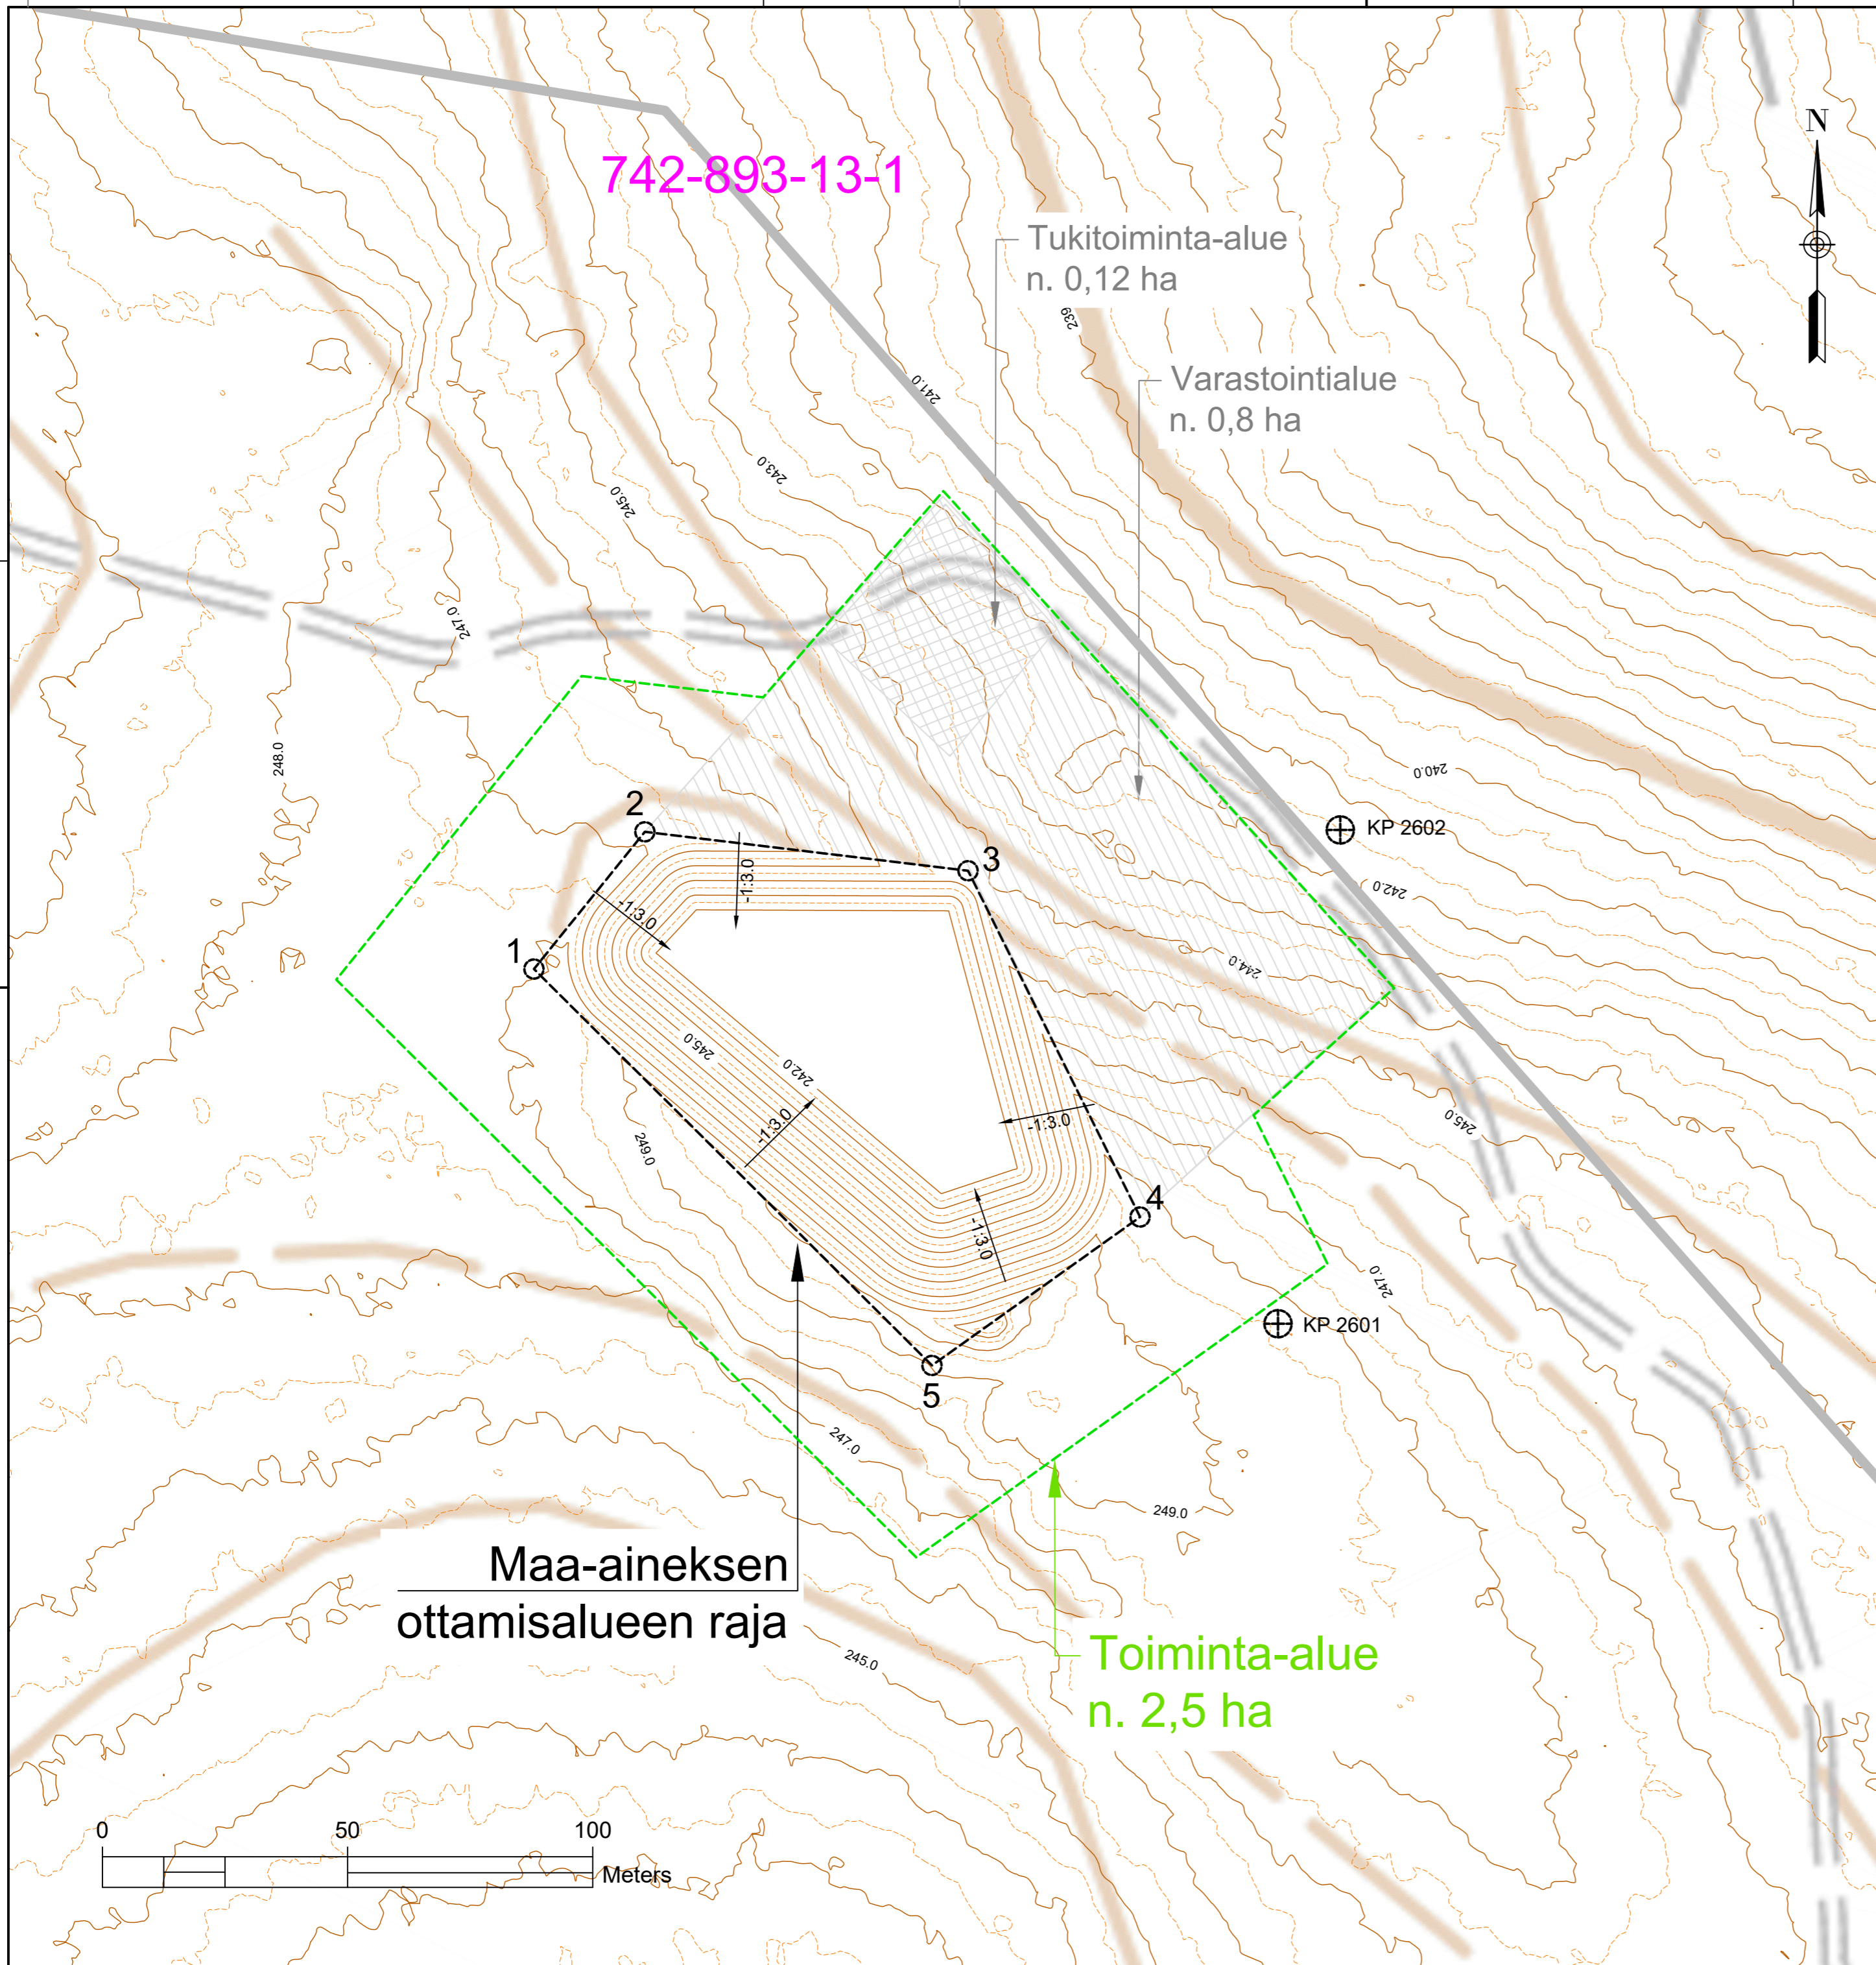 N
742-893-13-1
Tukitoiminta-alue
n. 0,12 ha
239
Varastointialue
n. 0,8 ha
241.0
243.0
245.0
247.0
248.0
240.0
2
KP 2602
3
242.0
-1:3.0
-1:3.0
1
244.0
245.0
242.0
-1:3.0
-1:3.0
245.0
249.0
4
-1:3.0
247.0
KP 2601
5
247.0
249.0
Maa-aineksen
ottamisalueen raja
245.0
Toiminta-alue
n. 2,5 ha
0 50 100
Meters